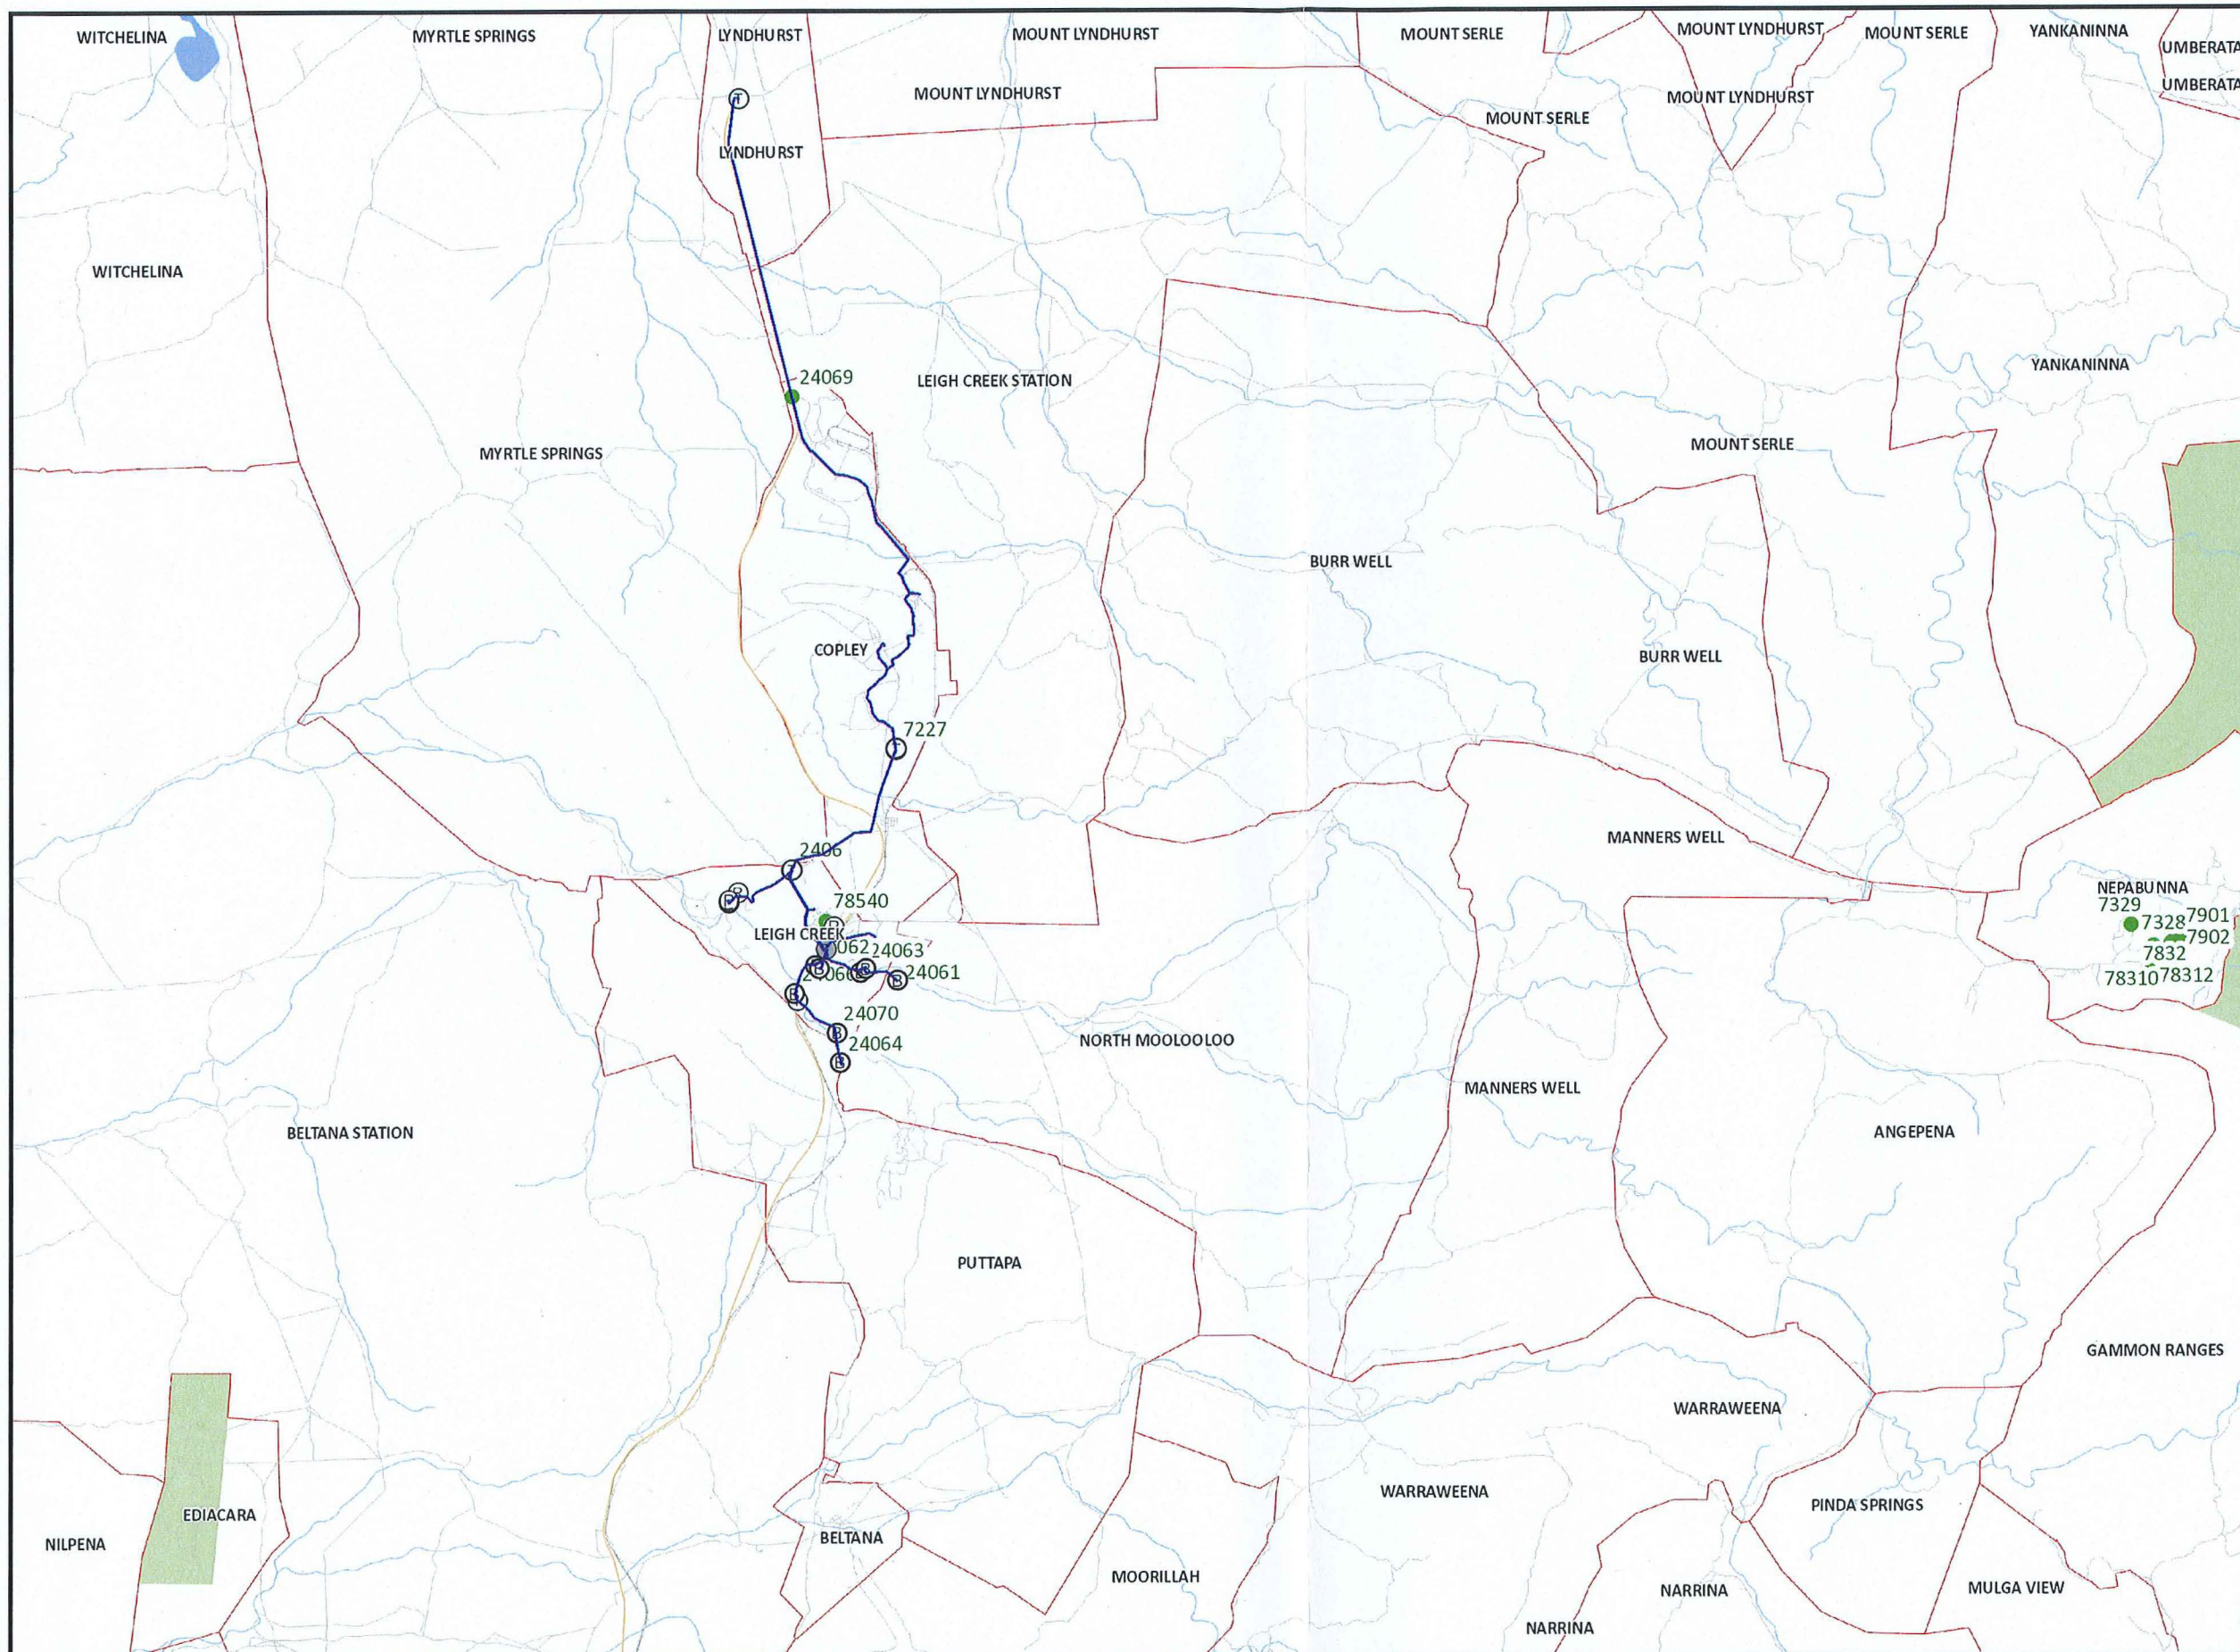 WITCHELINA
MYRTLE SPRINGS
LYNDHURST
MOUNT LYNDHURST
MOUNT SERLE
MOUNT LYNDHURST
MOUNT SERLE
YANKANINNA
UMBERATA
UMBERATA
MOUNT LYNDHURST
MOUNT LYNDHURST
MOUNT SERLE
T
LYNDHURST
WITCHELINA
24069
LEIGH CREEK STATION
YANKANINNA
MYRTLE SPRINGS
MOUNT SERLE
BURR WELL
COPLEY
BURR WELL
7227
MANNERS WELL
2406
NEPABUNNA
7329
7328
7901
7902
7832
78310
78312
78540
LEIGH CREEK
062
24063
24061
24070
B
24064
B
NORTH MOOLOOLOO
MANNERS WELL
BELTANA STATION
ANGEPENA
PUTTAPA
GAMMON RANGES
WARRAWEENA
WARRAWEENA
PINDA SPRINGS
EDIACARA
NILPENA
BELTANA
MOORILLAH
NARRINA
MULGA VIEW
NARRINA